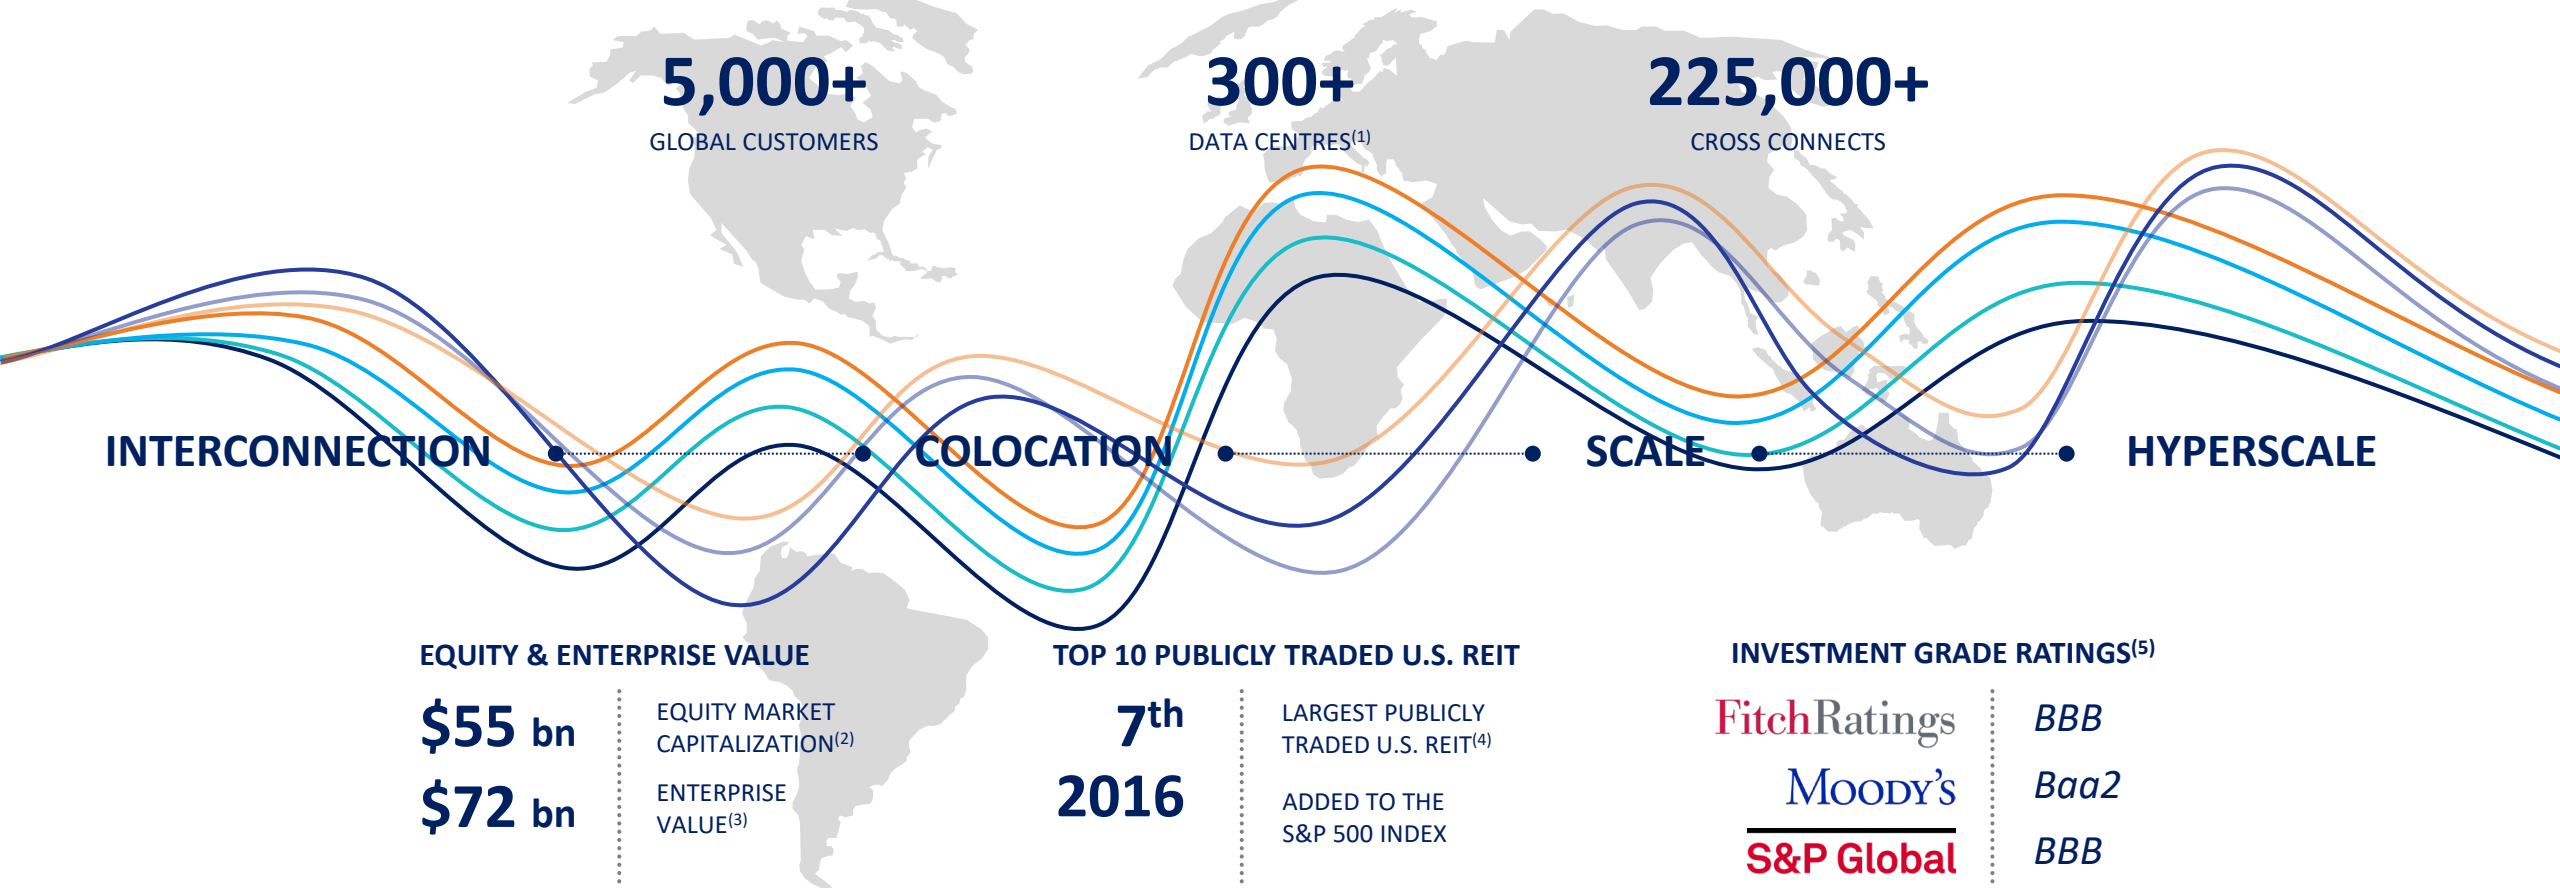 5,000+
GLOBAL CUSTOMERS
300+
DATA CENTRES(1)
225,000+
CROSS CONNECTS
INTERCONNECTION
COLOCATION
SCALE
HYPERSCALE
EQUITY & ENTERPRISE VALUE
$55 bn
EQUITY MARKET
CAPITALIZATION(2)
$72 bn
ENTERPRISE
VALUE(3)
TOP 10 PUBLICLY TRADED U.S. REIT
7th
LARGEST PUBLICLY
TRADED U.S. REIT(4)
2016
ADDED TO THE
S&P 500 INDEX
INVESTMENT GRADE RATINGS(5)
FitchRatings
BBB
MOODY'S
Baa2
S&P Global
BBB